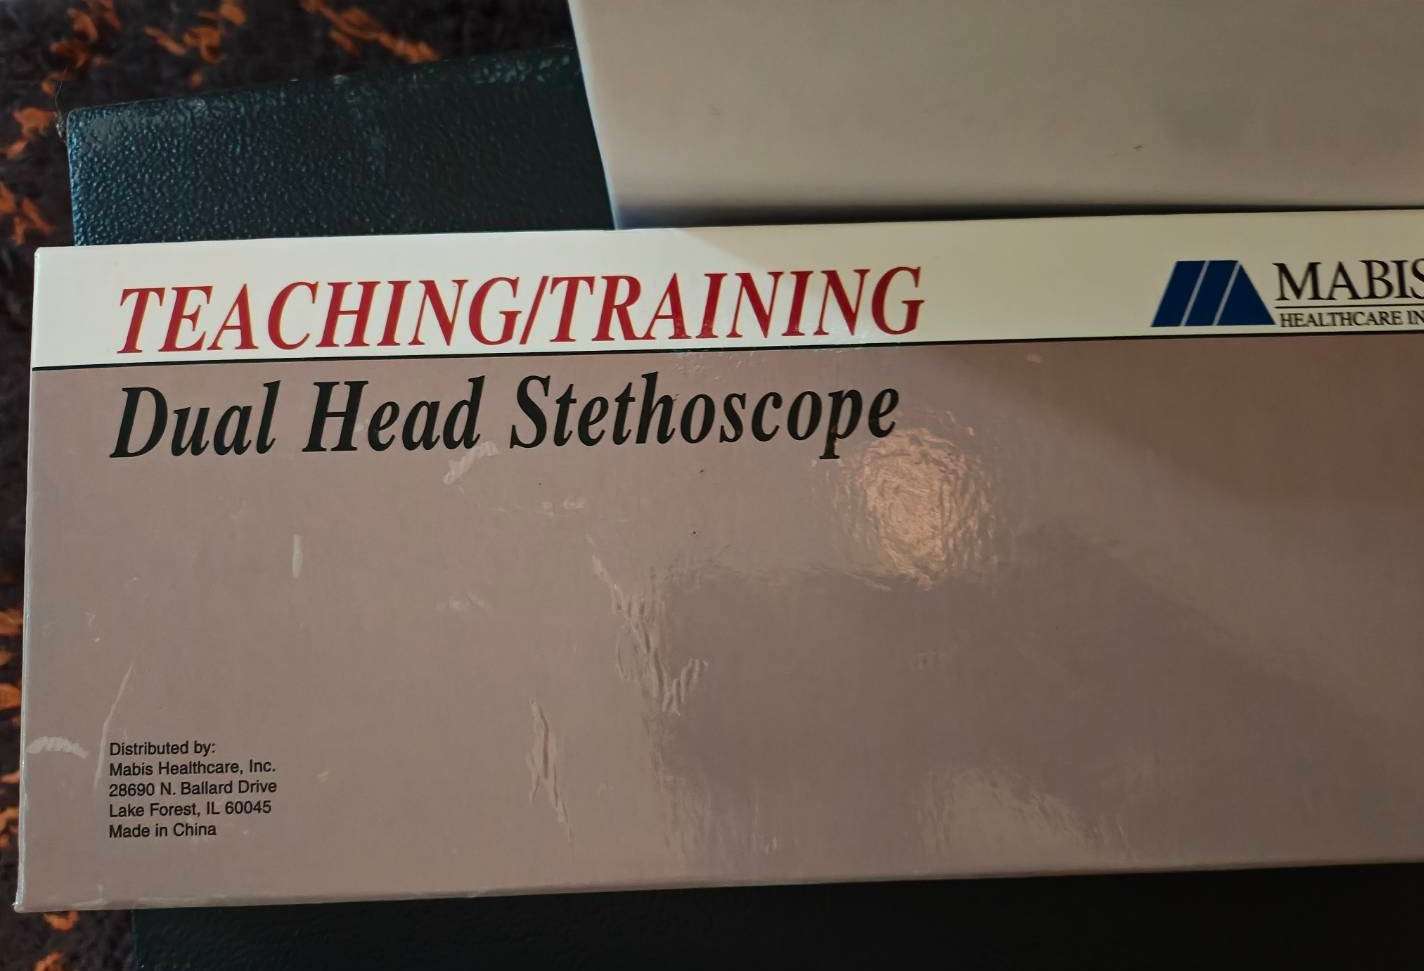 TEACHING/TRAINING
MABIS
HEALTHCARE IN
Dual Head Stethoscope
Distributed by:
Mabis Healthcare, Inc.
28690 N. Ballard Drive
Lake Forest, IL 60045
Made in China